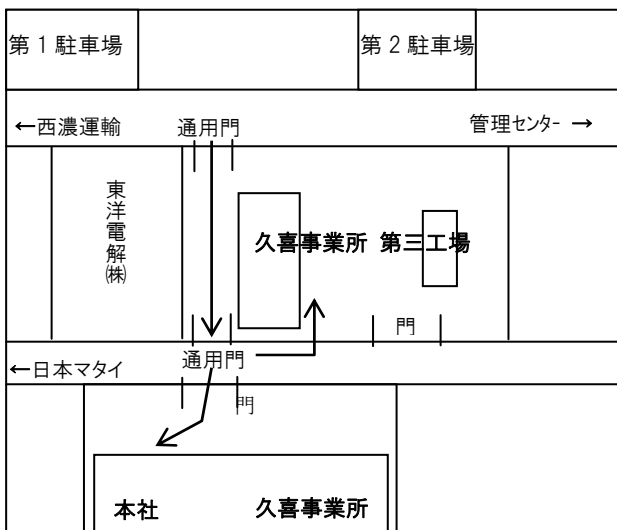 第1駐車場
第2駐車場
←西濃運輸
通用門
管理センター →
東洋電解㈱
久喜事業所 第三工場
門
通用門
←日本マタイ
門
本社
久喜事業所